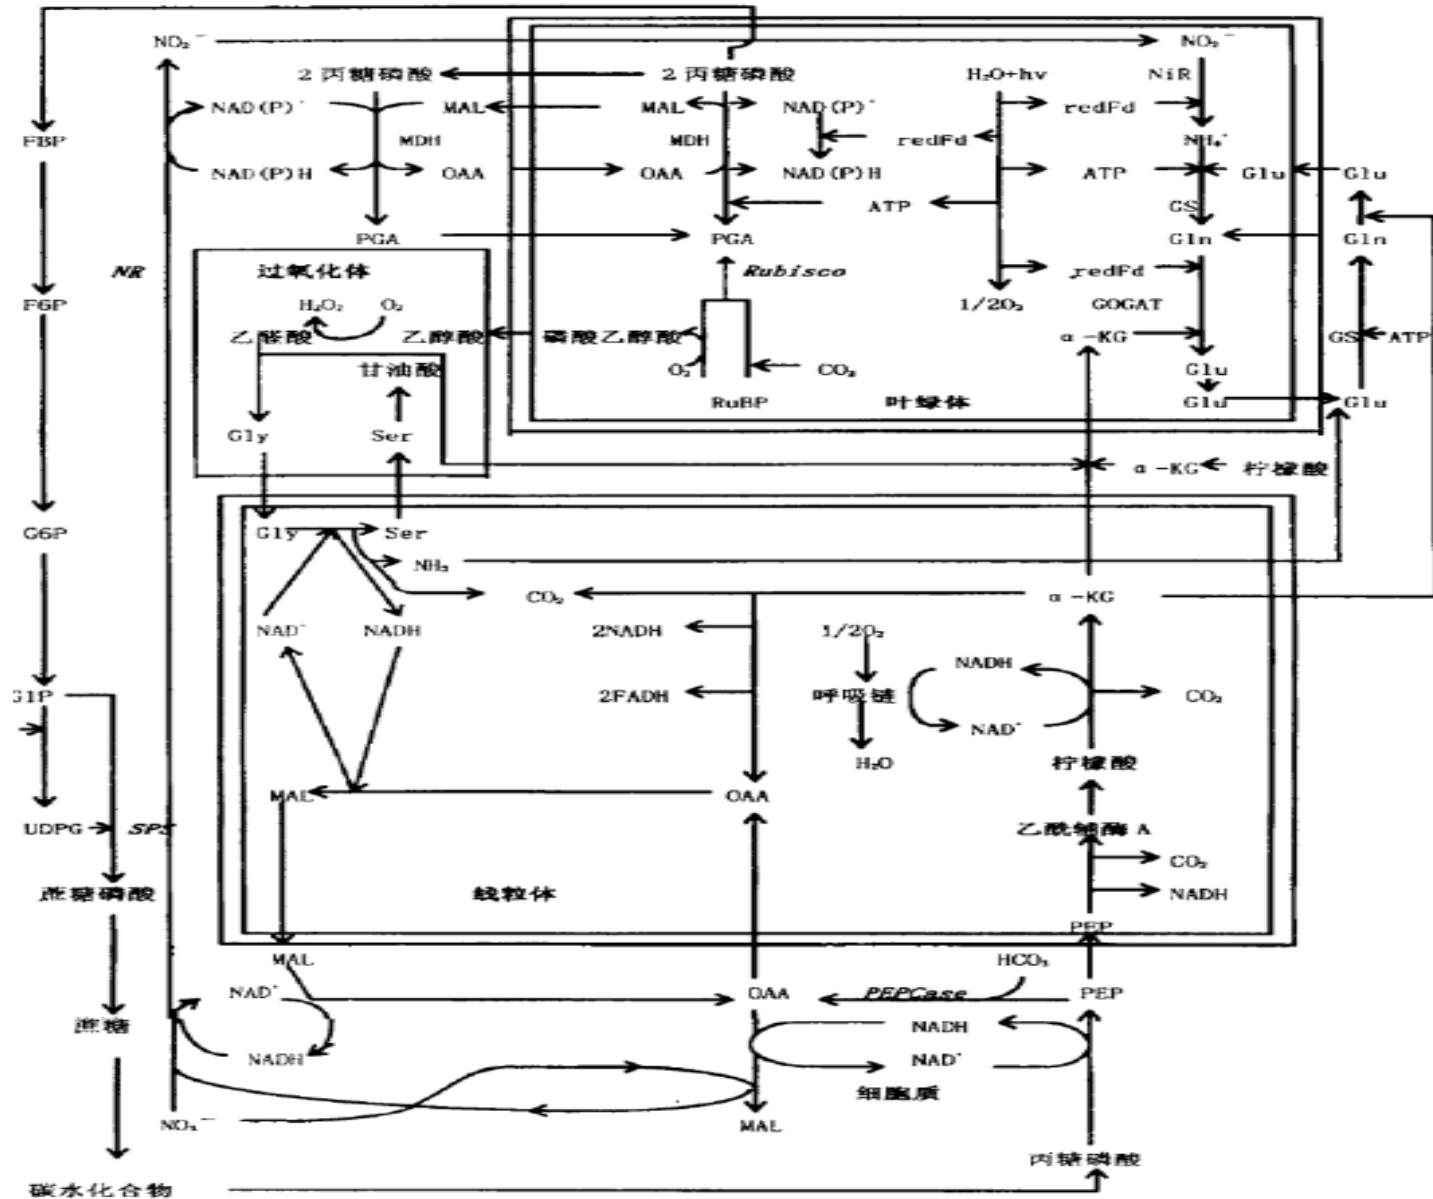 NO₂⁻ NO₂⁻
2丙糖磷酸 2丙糖磷酸 H₂O+hv NiR
NAD(P)⁺ MAL MAL NAD(P)⁺ redFd
FBP MDH MDH redFd NH₄⁺
NAD(P)H OAA OAA NAD(P)H ATP Glu Glu
ATP GS
PGA PGA Gln Gln
NR 过氧化体 Rubisco redFd
F6P H₂O₂ O₂ 1/2O₂ GOGAT
乙醛酸 乙醇酸 磷酸乙醇酸 α-KG GS ATP
甘油酸 O₂ CO₂ Glu
RuBP 叶绿体 Glu Glu
Gly Ser
α-KG 柠檬酸
G6P Gly Ser
NH₃
CO₂ α-KG
NAD⁺ NADH 2NADH 1/2O₂
NADH
G1P 2FADH 呼吸链 CO₂
NAD⁺
H₂O 柠檬酸
MAL OAA
UDPG SPS 乙酰辅酶A
CO₂
蔗糖磷酸 线粒体 NADH
PEP
MAL HCO₃
NAD⁺ OAA PEPCase PEP
蔗糖 NADH
NADH NAD⁺
细胞质
NO₃⁻ MAL
丙糖磷酸
碳水化合物